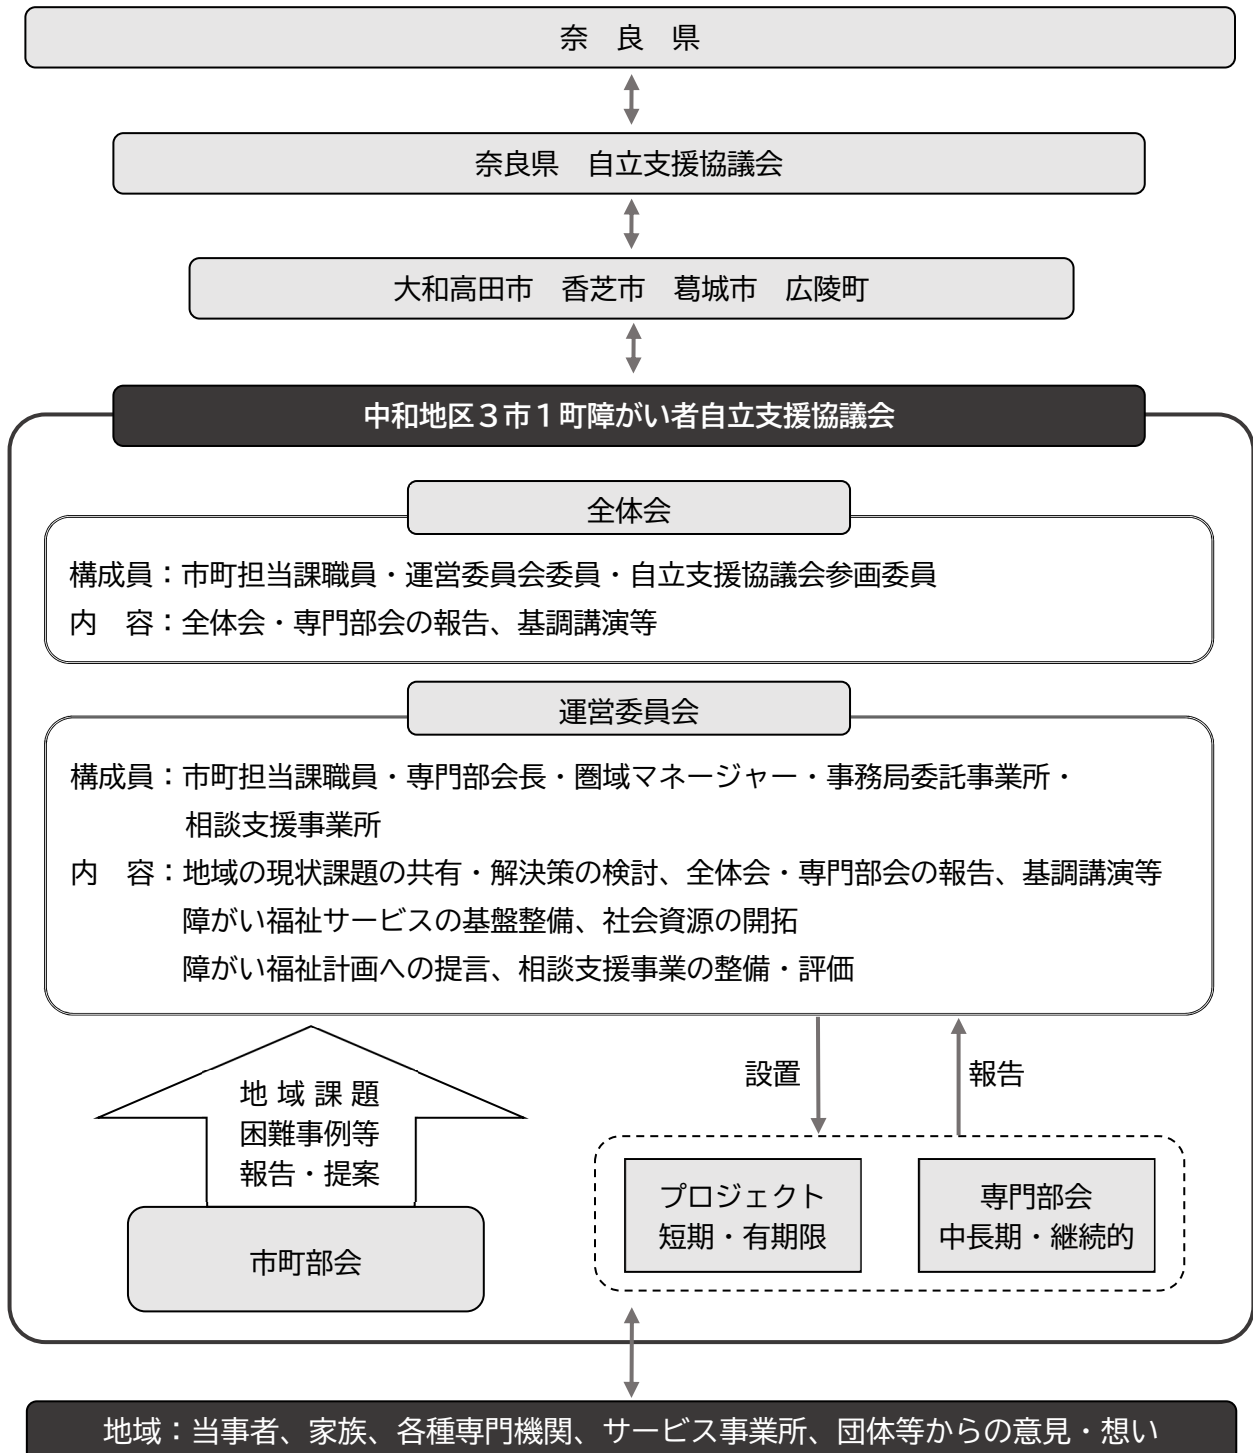 奈　良　県
奈良県　自立支援協議会
大和高田市　香芝市　葛城市　広陵町
中和地区３市１町障がい者自立支援協議会
全体会
構成員：市町担当課職員・運営委員会委員・自立支援協議会参画委員
内　容：全体会・専門部会の報告、基調講演等
運営委員会
構成員：市町担当課職員・専門部会長・圏域マネージャー・事務局委託事業所・
相談支援事業所
内　容：地域の現状課題の共有・解決策の検討、全体会・専門部会の報告、基調講演等
障がい福祉サービスの基盤整備、社会資源の開拓
障がい福祉計画への提言、相談支援事業の整備・評価
地 域 課 題
困難事例等
報告・提案
市町部会
設置
報告
プロジェクト
短期・有期限
専門部会
中長期・継続的
地域：当事者、家族、各種専門機関、サービス事業所、団体等からの意見・想い